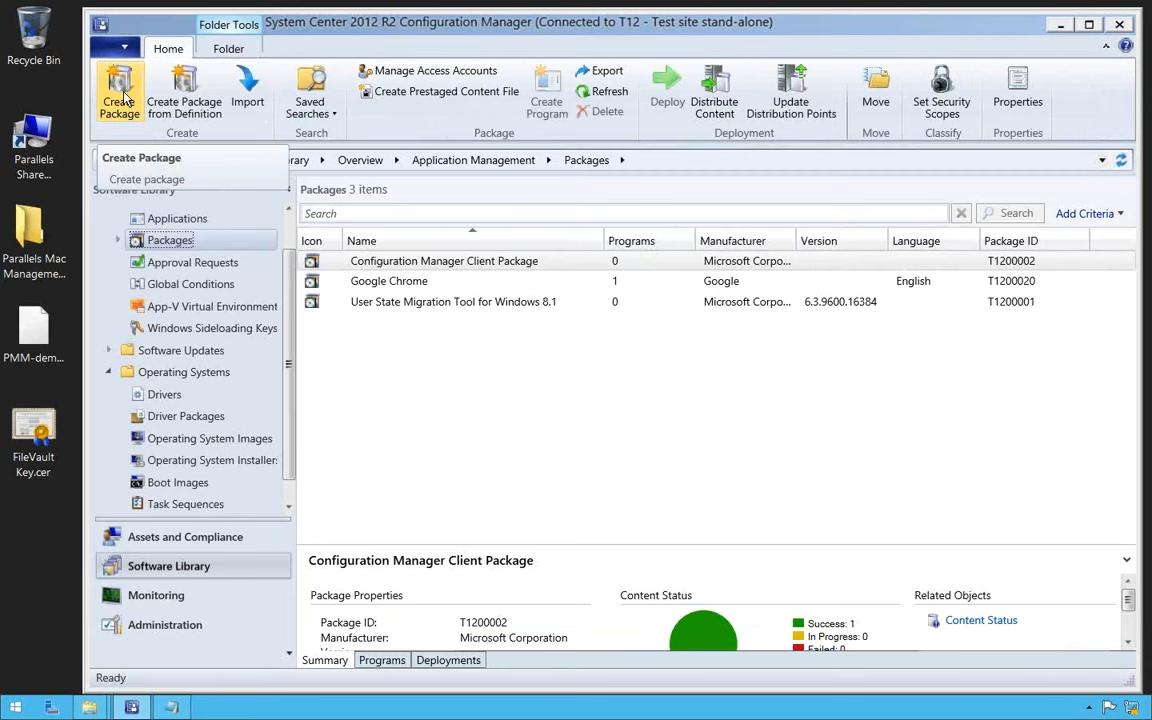 Recycle Bin
Parallels
Share...
Parallels Mac
Manageme...
PMM-dem...
FileVault
Key.cer
Folder Tools
System Center 2012 R2 Configuration Manager (Connected to T12 - Test site stand-alone)
Home
Folder
Create
Package
Create Package
from Definition
Import
Create
Saved
Searches
Search
Manage Access Accounts
Create Prestaged Content File
Create
Program
Export
Refresh
Delete
Package
Deploy
Distribute
Content
Update
Distribution Points
Deployment
Move
Move
Set Security
Scopes
Classify
Properties
Properties
Create Package
Create package
Software Library
Overview
Application Management
Packages
Applications
Packages
Approval Requests
Global Conditions
App-V Virtual Environment
Windows Sideloading Keys
Software Updates
Operating Systems
Drivers
Driver Packages
Operating System Images
Operating System Installer
Boot Images
Task Sequences
Assets and Compliance
Software Library
Monitoring
Administration
Packages 3 items
Search
Search
Add Criteria
Icon Name Programs Manufacturer Version Language Package ID
Configuration Manager Client Package 0 Microsoft Corpo... T1200002
Google Chrome 1 Google English T1200020
User State Migration Tool for Windows 8.1 0 Microsoft Corpo... 6.3.9600.16384 T1200001
Configuration Manager Client Package
Package Properties
Package ID: T1200002
Manufacturer: Microsoft Corporation
Content Status
Success: 1
In Progress: 0
Failed: 0
Related Objects
Content Status
Summary Programs Deployments
Ready